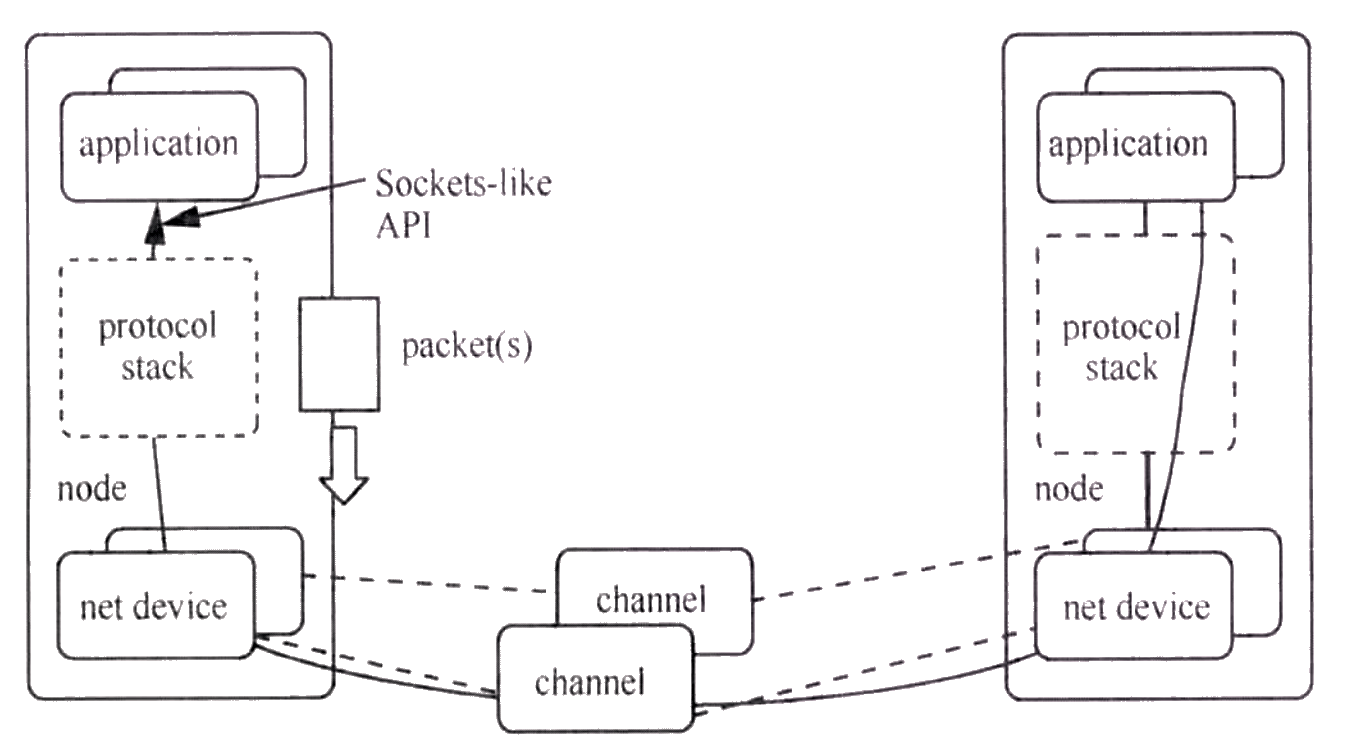 application
application
Sockets-like
API
protocol
stack
packet(s)
protocol
stack
node
node
net device
channel
net device
channel